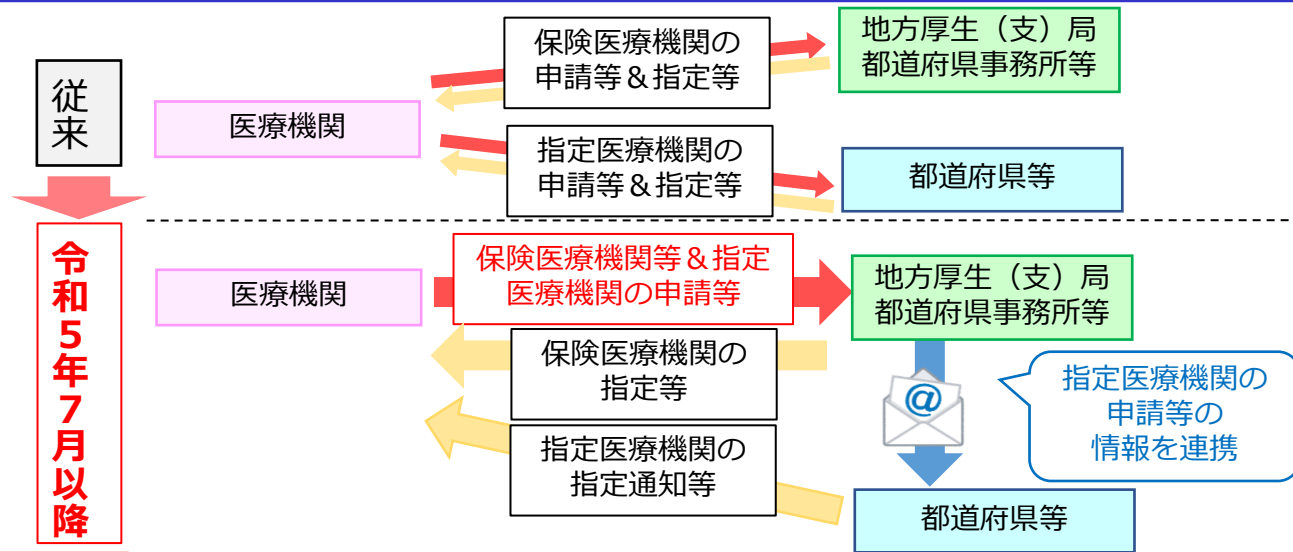 従来
保険医療機関の
申請等＆指定等
地方厚生（支）局
都道府県事務所等
医療機関
指定医療機関の
申請等＆指定等
都道府県等
令和５年７月以降
保険医療機関等＆指定
医療機関の申請等
医療機関
地方厚生（支）局
都道府県事務所等
保険医療機関の
指定等
@
指定医療機関の
申請等の
情報を連携
指定医療機関の
指定通知等
都道府県等